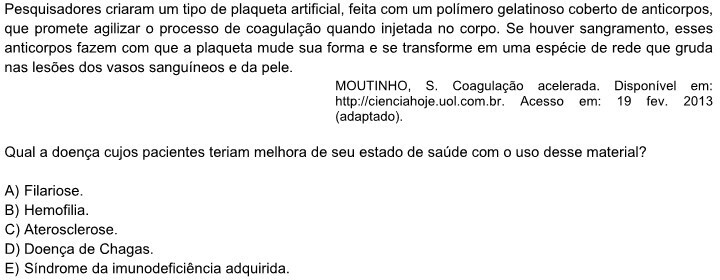 Pesquisadores criaram um tipo de plaqueta artificial, feita com um polímero gelatinoso coberto de anticorpos,
que promete agilizar o processo de coagulação quando injetada no corpo. Se houver sangramento, esses
anticorpos fazem com que a plaqueta mude sua forma e se transforme em uma espécie de rede que gruda
nas lesões dos vasos sanguíneos e da pele.
MOUTINHO, S. Coagulação acelerada. Disponível em:
http://cienciahoje.uol.com.br. Acesso em: 19 fev. 2013
(adaptado).
Qual a doença cujos pacientes teriam melhora de seu estado de saúde com o uso desse material?
A) Filariose.
B) Hemofilia.
C) Aterosclerose.
D) Doença de Chagas.
E) Síndrome da imunodeficiência adquirida.